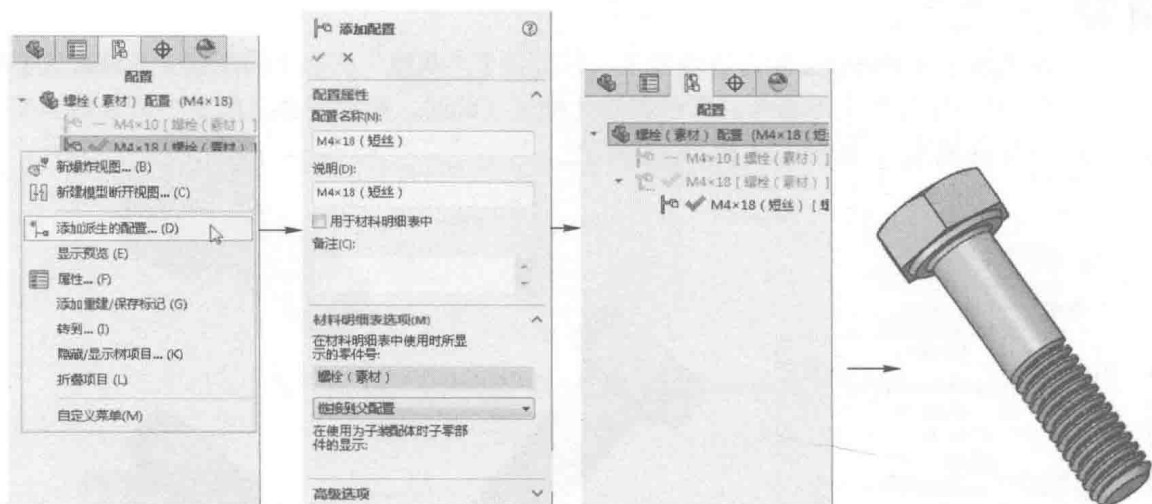 配置
螺栓（素材）配置 (M4×18)
M4×10 [ 螺栓（素材）]
M4×18 [ 螺栓（素材）]
新爆炸视图... (B)
新建模型断开视图... (C)
添加派生的配置... (D)
显示预览 (E)
属性... (F)
添加重建/保存标记 (G)
转到... (I)
隐藏/显示树项目... (K)
折叠项目 (L)
自定义菜单(M)
添加配置
配置属性
配置名称(N):
M4×18（短丝）
说明(D):
M4×18（短丝）
用于材料明细表中
备注(C):
材料明细表选项(M)
在材料明细表中使用时所显
示的零件号:
螺栓（素材）
链接到父配置
在使用为子装配体时子零部
件的显示:
高级选项
配置
螺栓（素材）配置 (M4×18（短
M4×10 [ 螺栓（素材）]
M4×18 [ 螺栓（素材）]
M4×18（短丝）[